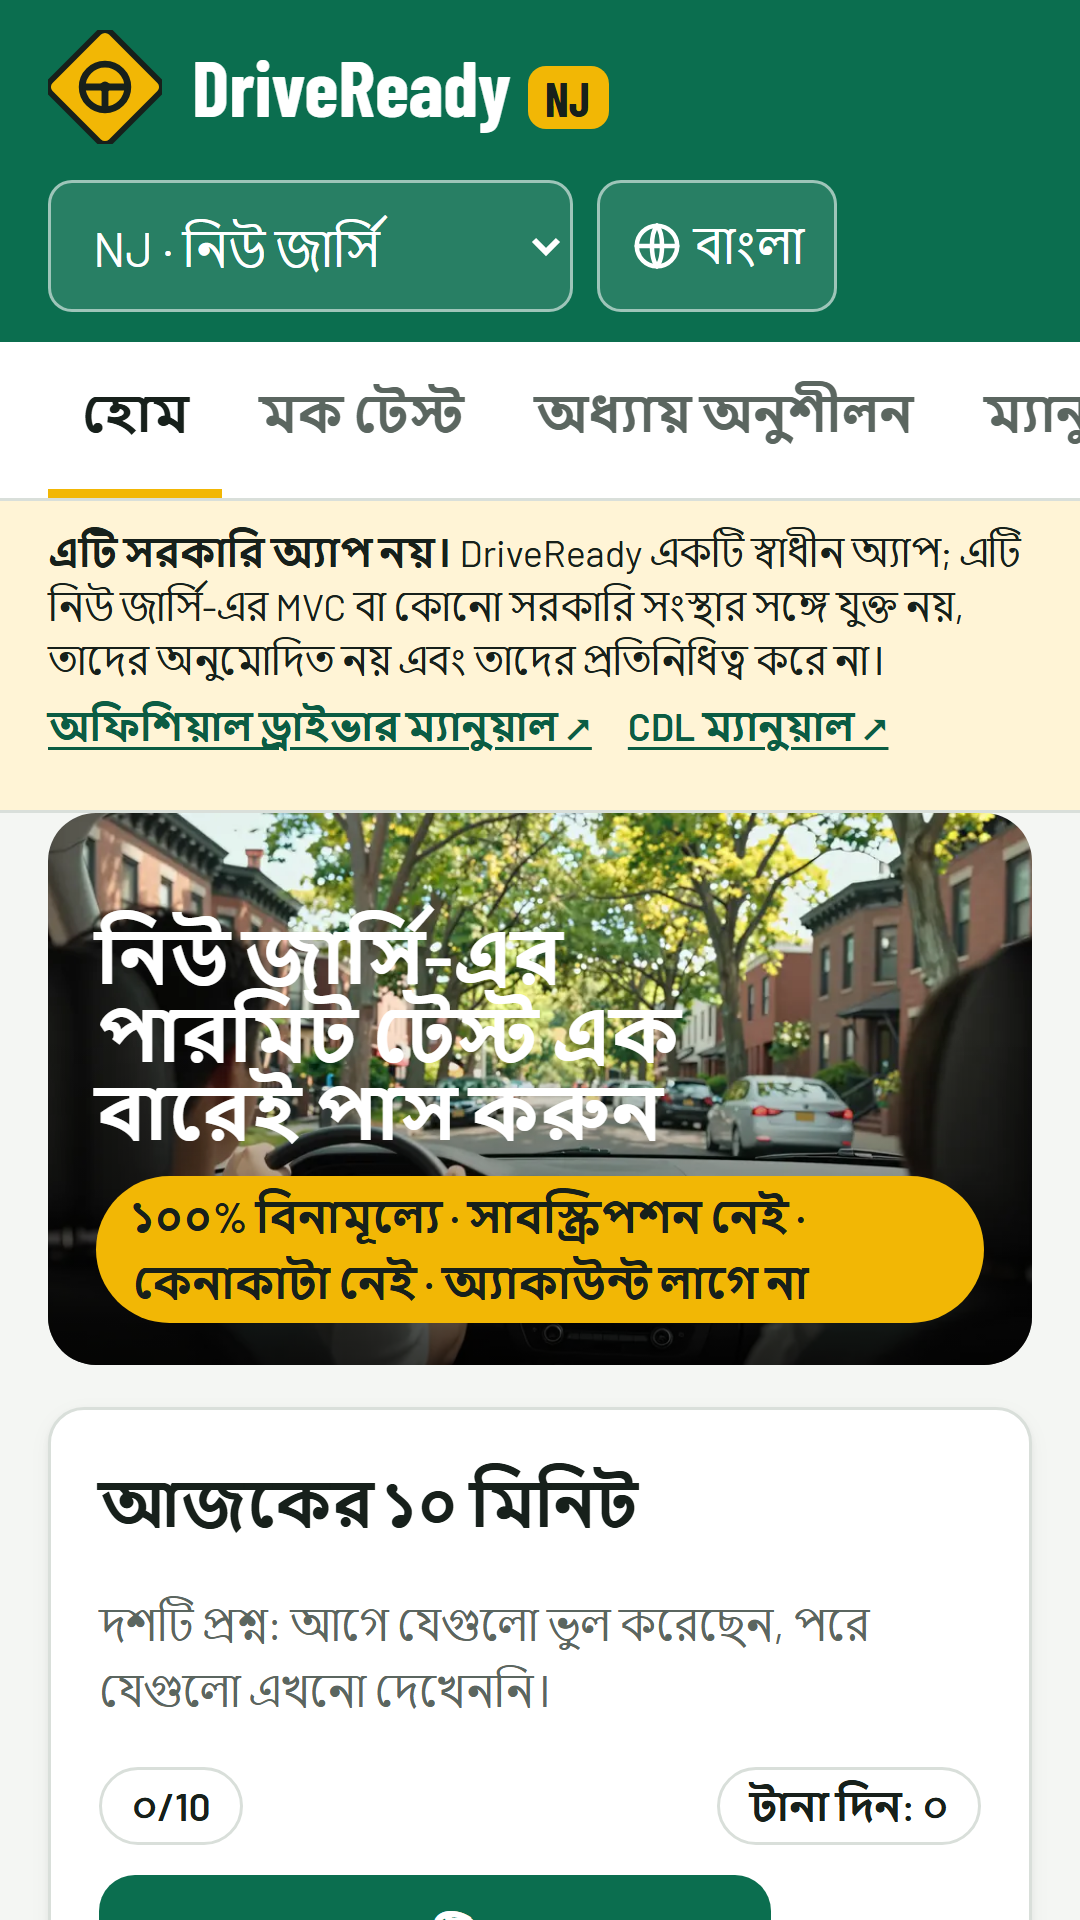 DriveReady NJ
NJ · নিউ জার্সি
বাংলা
হোম মক টেস্ট অধ্যায় অনুশীলন
এটি সরকারি অ্যাপ নয়। DriveReady একটি স্বাধীন অ্যাপ; এটি
নিউ জার্সি-এর MVC বা কোনো সরকারি সংস্থার সঙ্গে যুক্ত নয়,
তাদের অনুমোদিত নয় এবং তাদের প্রতিনিধিত্ব করে না।
অফিশিয়াল ড্রাইভার ম্যানুয়াল ↗ CDL ম্যানুয়াল ↗
নিউ জার্সি-এর
পারমিট টেস্ট এক
বারেই পাস করুন
১০০% বিনামূল্যে · সাবস্ক্রিপশন নেই ·
কেনাকাটা নেই · অ্যাকাউন্ট লাগে না
আজকের ১০ মিনিট
দশটি প্রশ্ন: আগে যেগুলো ভুল করেছেন, পরে
যেগুলো এখনো দেখেননি।
০/10
টানা দিন: ০